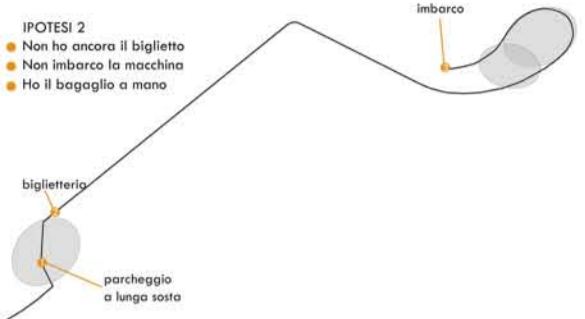 imbarco
IPOTESI 2
Non ho ancora il biglietto
Non imbarco la macchina
Ho il bagaglio a mano
biglietteria
parcheggio
a lunga sosta